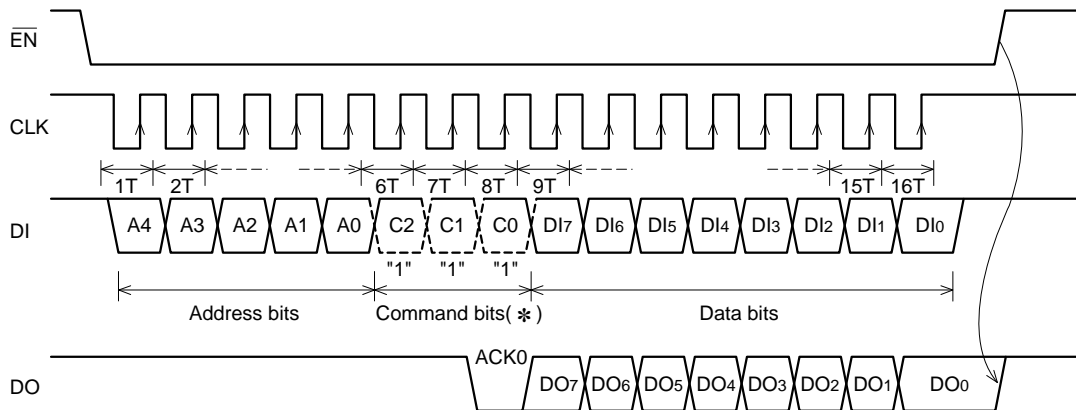 EN
CLK
1T 2T 6T 7T 8T 9T 15T 16T
DI A4 A3 A2 A1 A0 C2 C1 C0 DI7 DI6 DI5 DI4 DI3 DI2 DI1 DI0
"1" "1" "1"
Address bits Command bits( ✻ ) Data bits
ACK0
DO DO7 DO6 DO5 DO4 DO3 DO2 DO1 DO0